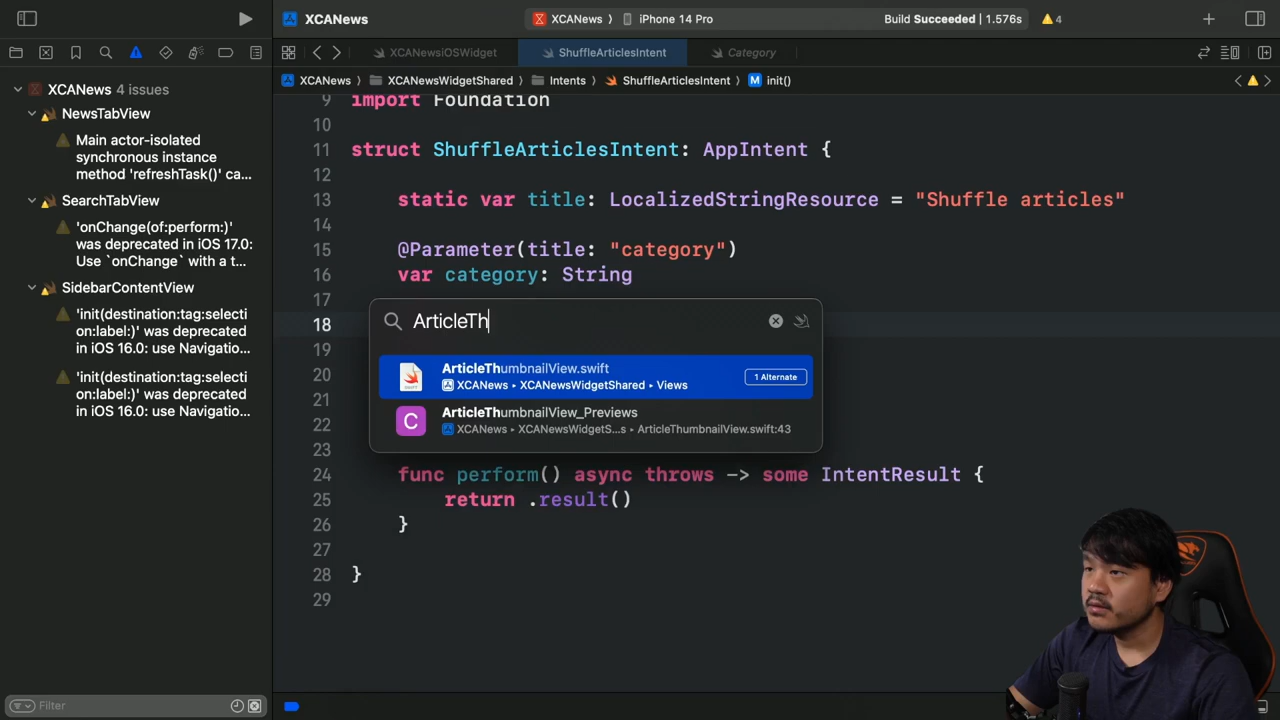 XCANews
XCANews 〉 iPhone 14 Pro
Build Succeeded | 1.576s
4
XCANewsiOSWidget
ShuffleArticlesIntent
Category
XCANews 〉 XCANewsWidgetShared 〉 Intents 〉 ShuffleArticlesIntent 〉 M init()
XCANews 4 issues
NewsTabView
Main actor-isolated
synchronous instance
method 'refreshTask()' ca...
SearchTabView
'onChange(of:perform:)'
was deprecated in iOS 17.0:
Use `onChange` with a t...
SidebarContentView
'init(destination:tag:selecti
on:label:)' was deprecated
in iOS 16.0: use Navigatio...
'init(destination:tag:selecti
on:label:)' was deprecated
in iOS 16.0: use Navigatio...
Filter
9 import Foundation
10
11 struct ShuffleArticlesIntent: AppIntent {
12
13 static var title: LocalizedStringResource = "Shuffle articles"
14
15 @Parameter(title: "category")
16 var category: String
17
18
19
20
21
22
23
24 func perform() async throws -> some IntentResult {
25 return .result()
26 }
27
28 }
29
ArticleTh
ArticleThumbnailView.swift
XCANews ▸ XCANewsWidgetShared ▸ Views
1 Alternate
C
ArticleThumbnailView_Previews
XCANews ▸ XCANewsWidgetS...s ▸ ArticleThumbnailView.swift:43